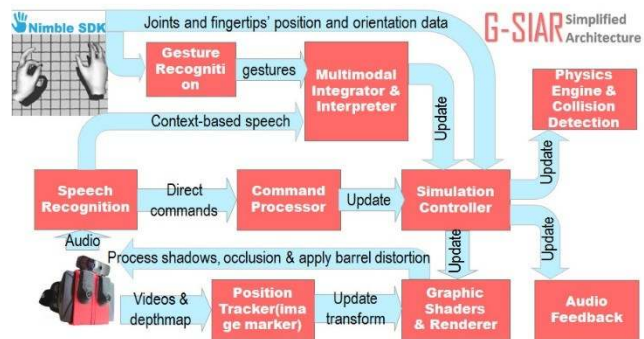 Nimble SDK
Joints and fingertips' position and orientation data
G-SIAR Simplified
Architecture
Gesture
Recogniti
on
gestures
Multimodal
Integrator &
Interpreter
Update
Physics
Engine &
Collision
Detection
Context-based speech
Update
Speech
Recognition
Direct
commands
Command
Processor
Update
Simulation
Controller
Audio
Process shadows, occlusion & apply barrel distortion
Update
Update
Videos &
depthmap
Position
Tracker(ima
ge marker)
Update
transform
Graphic
Shaders
& Renderer
Audio
Feedback